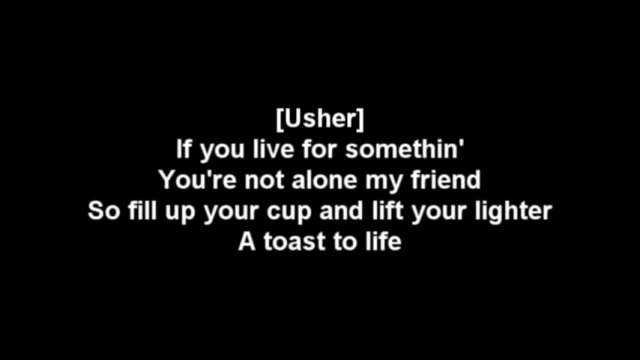 [Usher]
If you live for somethin'
You're not alone my friend
So fill up your cup and lift your lighter
A toast to life